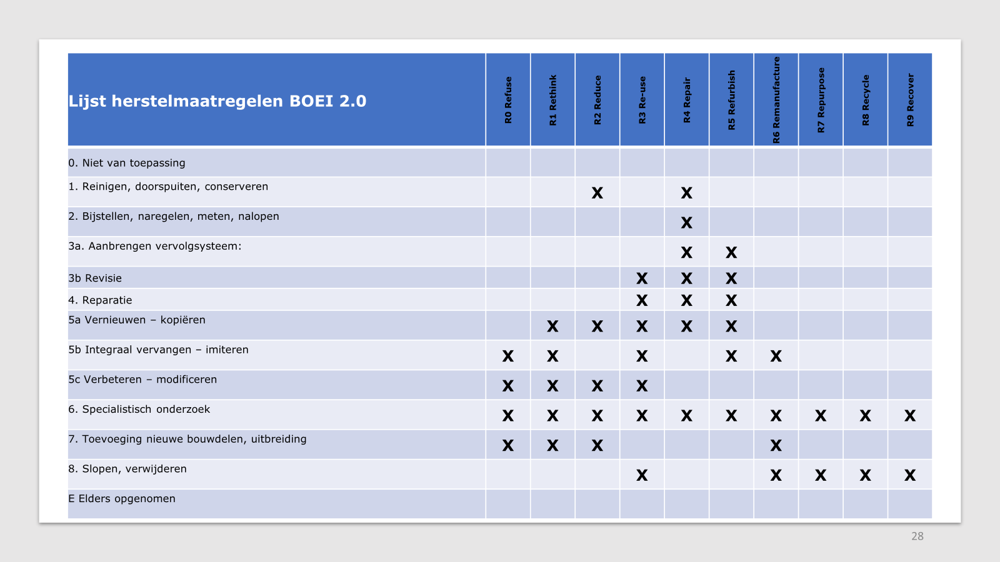 Lijst herstelmaatregelen BOEI 2.0 R0 Refuse R1 Rethink R2 Reduce R3 Re-use R4 Repair R5 Refurbish R6 Remanufacture R7 Repurpose R8 Recycle R9 Recover
0. Niet van toepassing
1. Reinigen, doorspuiten, conserveren X X
2. Bijstellen, naregelen, meten, nalopen X
3a. Aanbrengen vervolgsysteem: X X
3b Revisie X X X
4. Reparatie X X X
5a Vernieuwen – kopiëren X X X X X
5b Integraal vervangen – imiteren X X X X X
5c Verbeteren – modificeren X X X X
6. Specialistisch onderzoek X X X X X X X X X X
7. Toevoeging nieuwe bouwdelen, uitbreiding X X X X
8. Slopen, verwijderen X X X X X
E Elders opgenomen
28